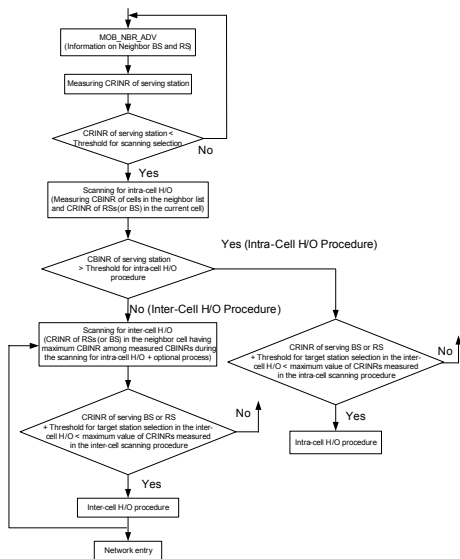 MOB_NBR_ADV
(Information on Neighbor BS and RS)
Measuring CRINR of serving station
CRINR of serving station <
Threshold for scanning selection
No
Yes
Scanning for intra-cell H/O
(Measuring CBINR of cells in the neighbor list
and CRINR of RSs(or BS) in the current cell)
Yes (Intra-Cell H/O Procedure)
CBINR of serving station
> Threshold for intra-cell H/O
procedure
No (Inter-Cell H/O Procedure)
Scanning for inter-cell H/O
(CRINR of RSs(or BS) in the neighbor cell having
maximum CBINR among measured CBINRs during
the scanning for intra-cell H/O + optional process)
CRINR of serving BS or RS
+ Threshold for target station selection in the inter-
cell H/O < maximum value of CRINRs measured
in the intra-cell scanning procedure
No
Yes
Intra-cell H/O procedure
CRINR of serving BS or RS
+ Threshold for target station selection in the inter-
cell H/O < maximum value of CRINRs measured
in the inter-cell scanning procedure
No
Yes
Inter-cell H/O procedure
Network entry